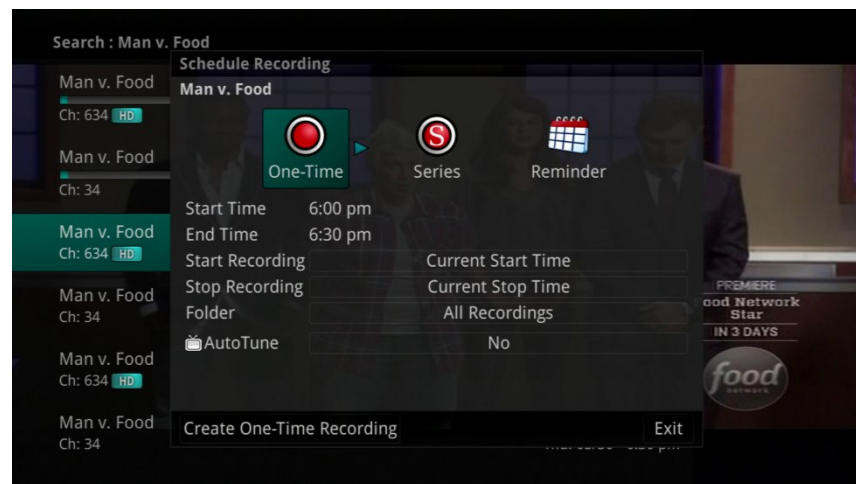 Search : Man v. Food
Schedule Recording
Man v. Food
One-Time
Series
Reminder
Start Time 6:00 pm
End Time 6:30 pm
Start Recording Current Start Time
Stop Recording Current Stop Time
Folder All Recordings
AutoTune No
Create One-Time Recording Exit
Man v. Food
Ch: 634 HD
Man v. Food
Ch: 34
Man v. Food
Ch: 634 HD
Man v. Food
Ch: 34
Man v. Food
Ch: 634 HD
Man v. Food
Ch: 34
PREMIERE
ood Network
Star
IN 3 DAYS
food
network